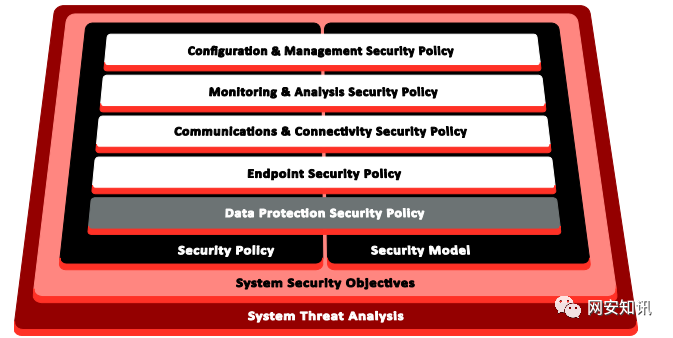 Configuration & Management Security Policy
Monitoring & Analysis Security Policy
Communications & Connectivity Security Policy
Endpoint Security Policy
Data Protection Security Policy
Security Policy Security Model
System Security Objectives
System Threat Analysis
网安知讯